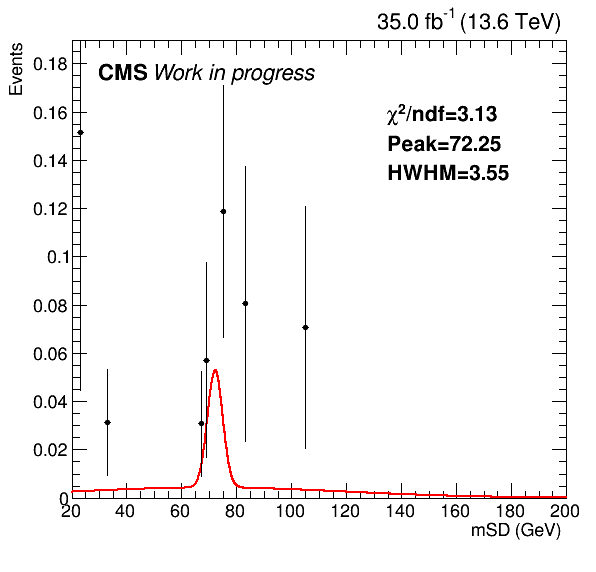 35.0 fb⁻¹ (13.6 TeV)
Events
CMS Work in progress
χ²/ndf=3.13
Peak=72.25
HWHM=3.55
0.18
0.16
0.14
0.12
0.1
0.08
0.06
0.04
0.02
0
20 40 60 80 100 120 140 160 180 200
mSD (GeV)